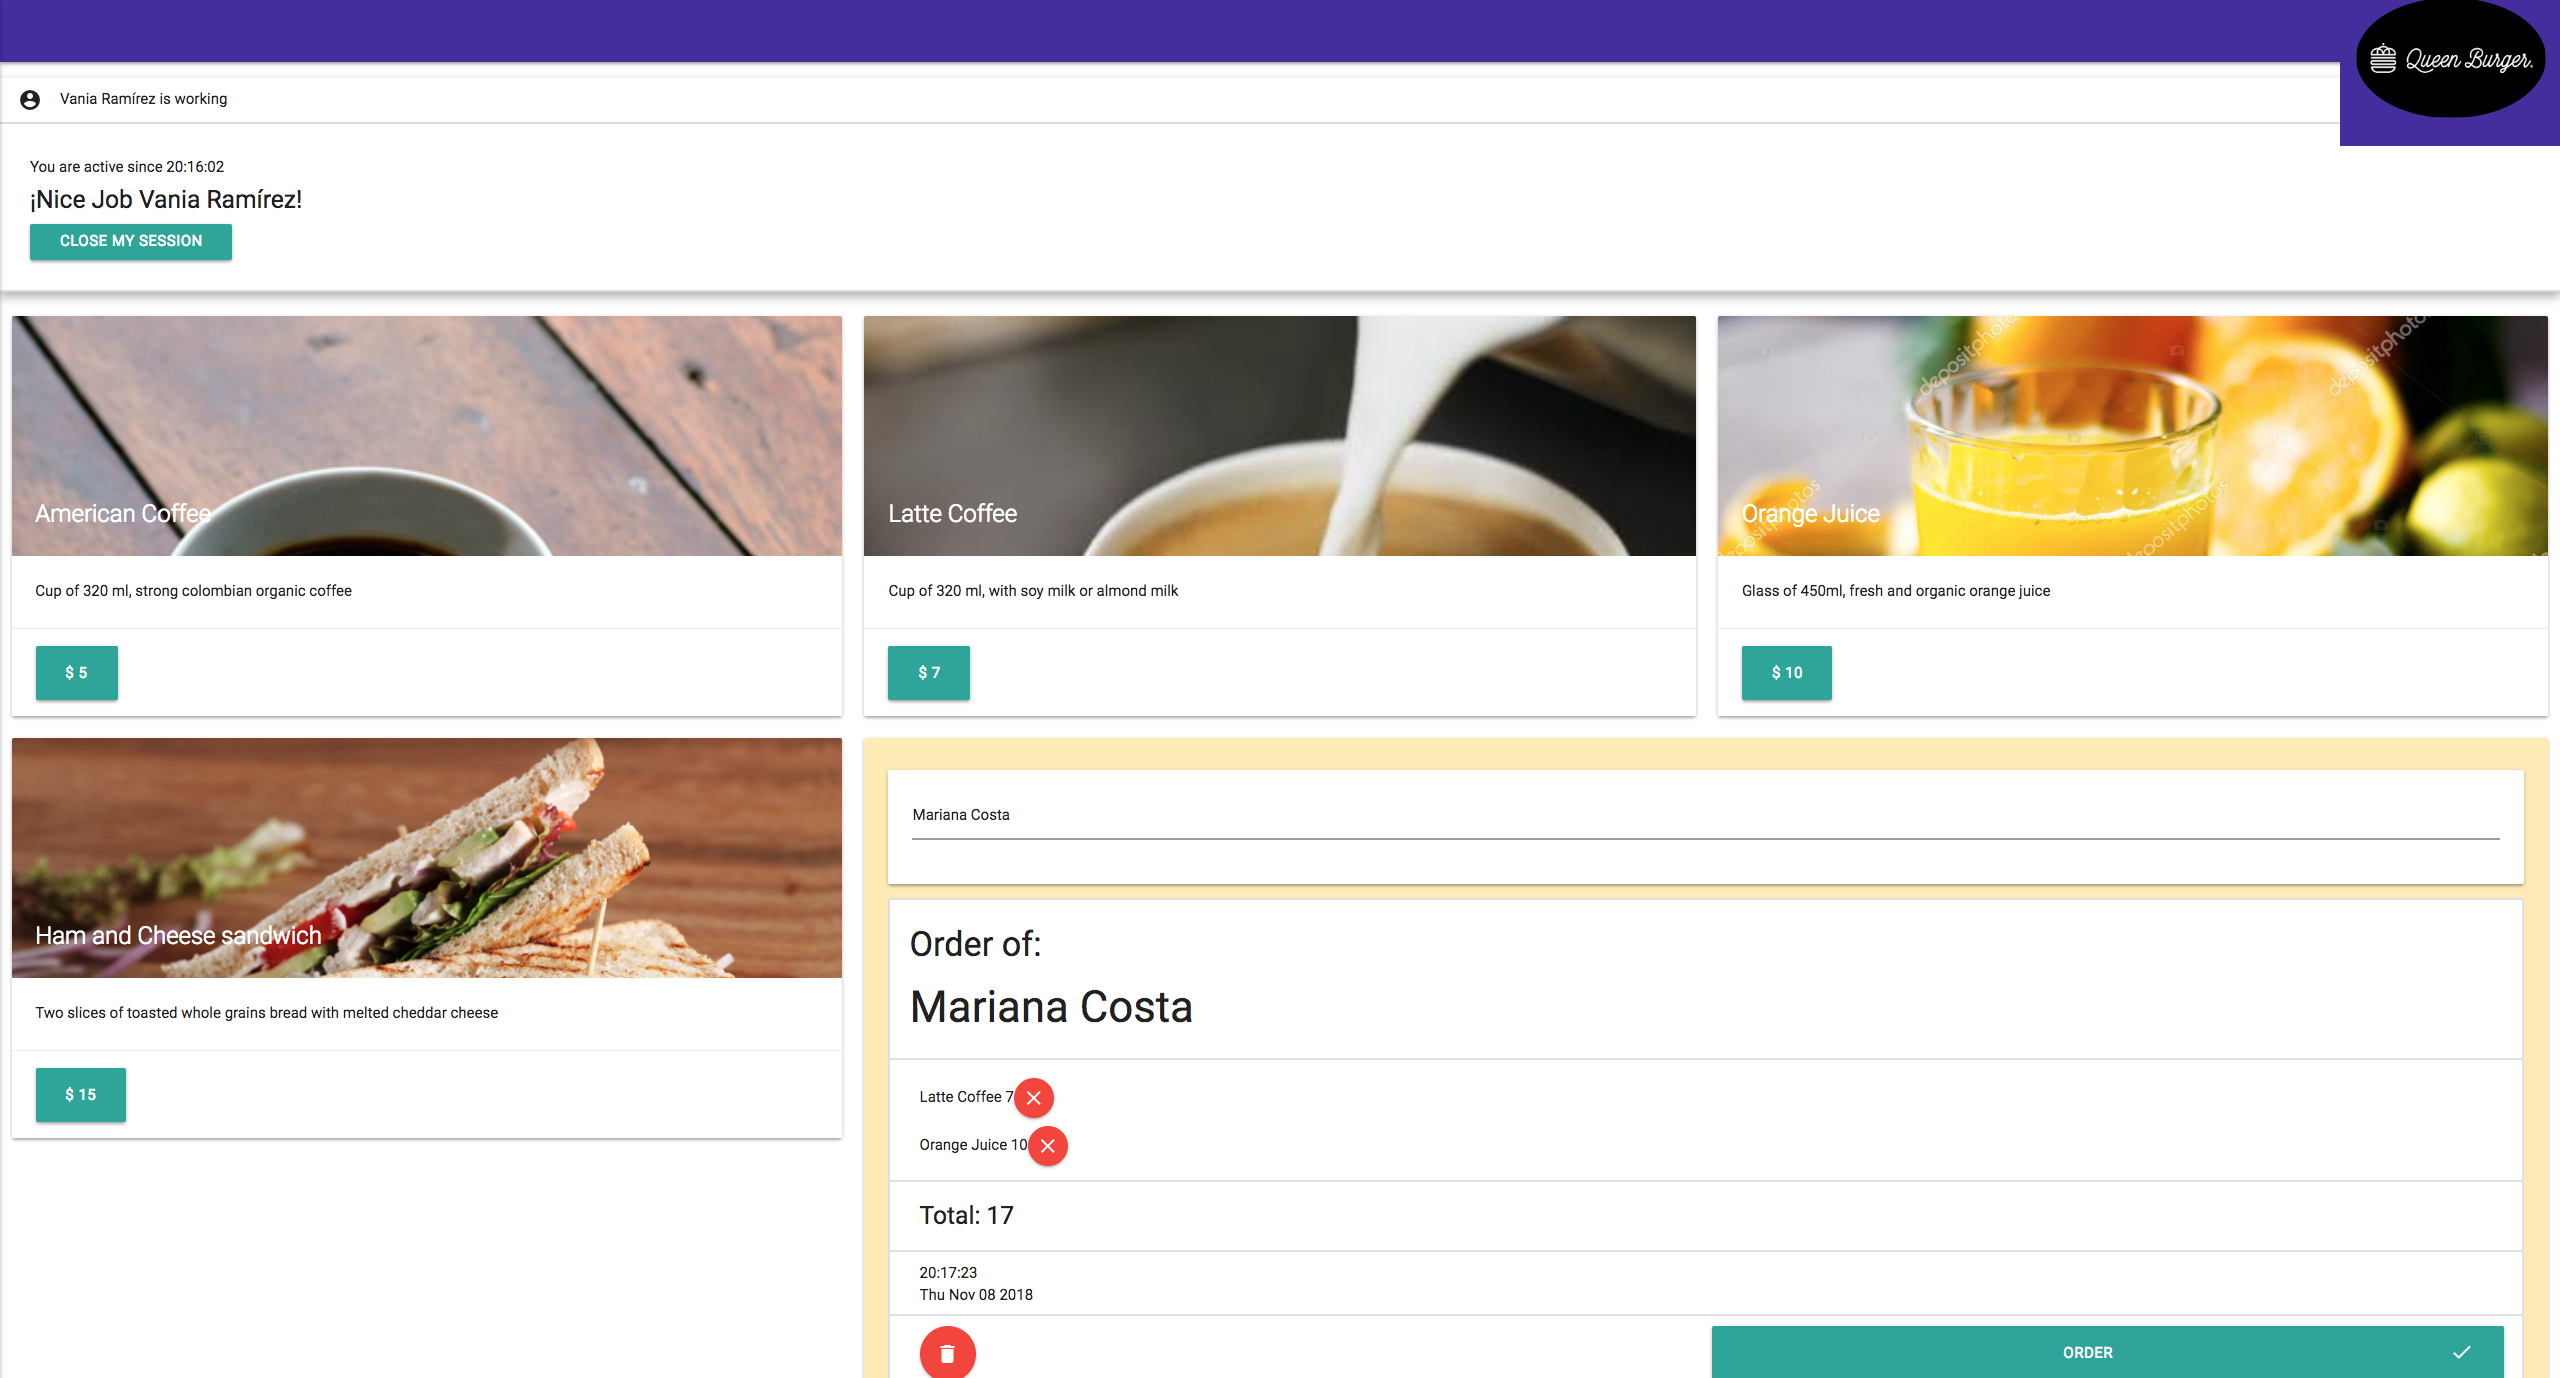 Queen Burger.
Vania Ramírez is working
You are active since 20:16:02
¡Nice Job Vania Ramírez!
CLOSE MY SESSION
American Coffee
Cup of 320 ml, strong colombian organic coffee
$ 5
Latte Coffee
Cup of 320 ml, with soy milk or almond milk
$ 7
depositphotos
depositphotos
depositphotos
depositphotos
Orange Juice
Glass of 450ml, fresh and organic orange juice
$ 10
Ham and Cheese sandwich
Two slices of toasted whole grains bread with melted cheddar cheese
$ 15
Mariana Costa
Order of:
Mariana Costa
Latte Coffee 7
Orange Juice 10
Total: 17
20:17:23
Thu Nov 08 2018
ORDER